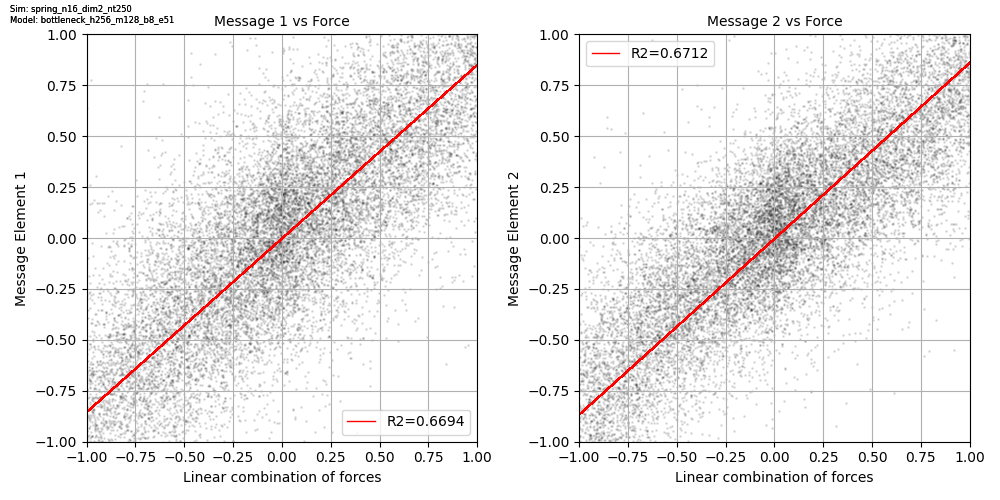 Sim: spring_n16_dim2_nt250
Model: bottleneck_h256_m128_b8_e51
Message 1 vs Force
1.00
0.75
0.50
0.25
0.00
−0.25
−0.50
−0.75
−1.00
Message Element 1
R2=0.6694
−1.00 −0.75 −0.50 −0.25 0.00 0.25 0.50 0.75 1.00
Linear combination of forces
Message 2 vs Force
1.00
0.75
0.50
0.25
0.00
−0.25
−0.50
−0.75
−1.00
Message Element 2
R2=0.6712
−1.00 −0.75 −0.50 −0.25 0.00 0.25 0.50 0.75 1.00
Linear combination of forces